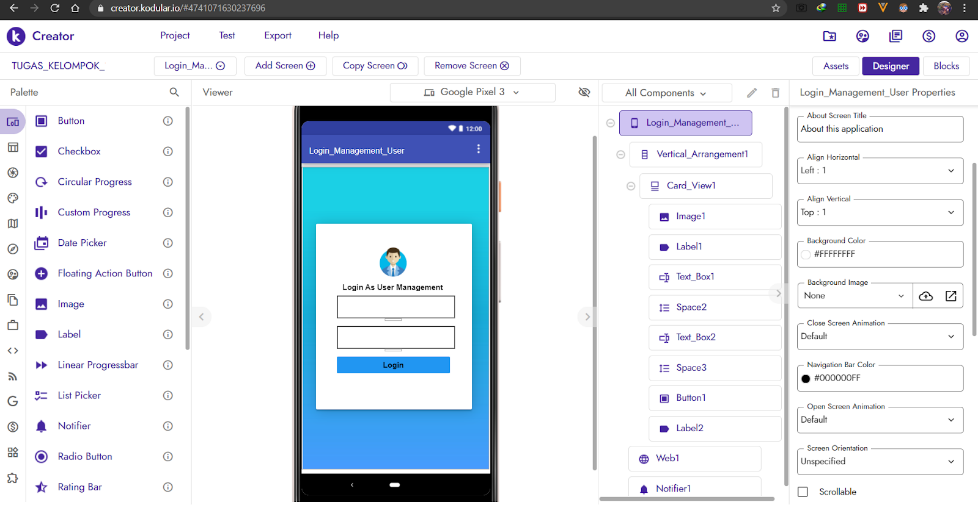 creator.kodular.io/#4741071630237696
Creator
Project
Test
Export
Help
TUGAS_KELOMPOK_
Login_Ma...
Add Screen
Copy Screen
Remove Screen
Assets
Designer
Blocks
Palette
Viewer
Google Pixel 3
All Components
Login_Management_User Properties
Button
Checkbox
Circular Progress
Custom Progress
Date Picker
Floating Action Button
Image
Label
Linear Progressbar
List Picker
Notifier
Radio Button
Rating Bar
12:00
Login_Management_User
Login As User Management
Login
Login_Management_...
Vertical_Arrangement1
Card_View1
Image1
Label1
Text_Box1
Space2
Text_Box2
Space3
Button1
Label2
Web1
Notifier1
About Screen Title
About this application
Align Horizontal
Left : 1
Align Vertical
Top : 1
Background Color
#FFFFFFFF
Background Image
None
Close Screen Animation
Default
Navigation Bar Color
#000000FF
Open Screen Animation
Default
Screen Orientation
Unspecified
Scrollable